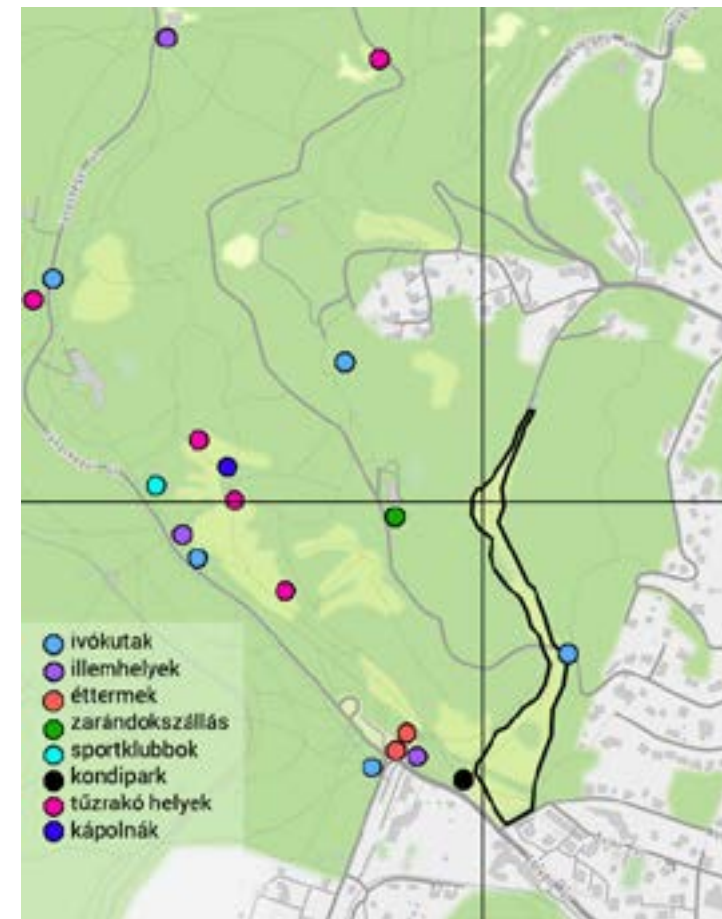 ivókutak
illemhelyek
éttermek
zarándokszállás
sportklubbok
kondipark
tűzrakó helyek
kápolnák